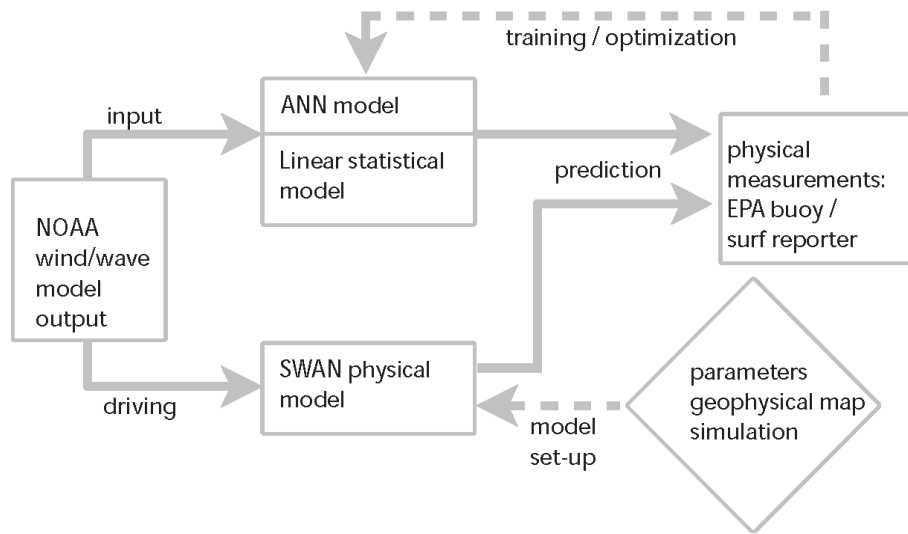 training / optimization
input
ANN model
Linear statistical
model
prediction
physical
measurements:
EPA buoy /
surf reporter
NOAA
wind/wave
model
output
driving
SWAN physical
model
model
set-up
parameters
geophysical map
simulation